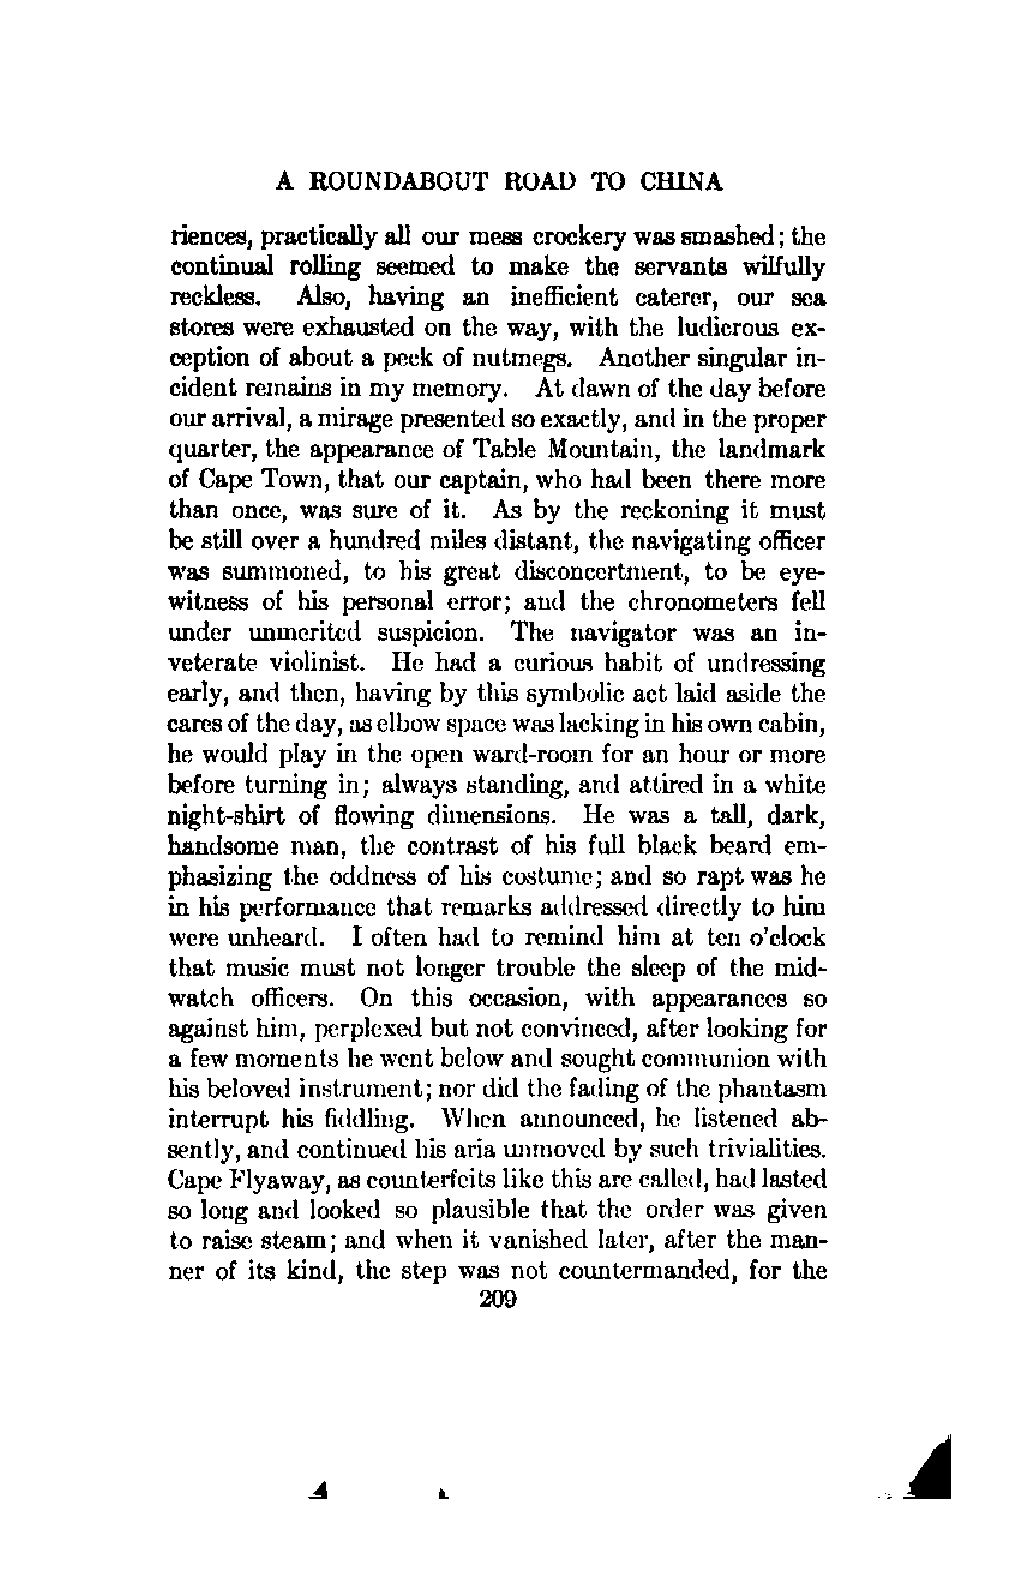 A ROUNDABOUT ROAD TO CHINA
riences, practically all our mess crockery was smashed; the
continual rolling seemed to make the servants wilfully
reckless. Also, having an inefficient caterer, our sea
stores were exhausted on the way, with the ludicrous ex-
ception of about a peck of nutmegs. Another singular in-
cident remains in my memory. At dawn of the day before
our arrival, a mirage presented so exactly, and in the proper
quarter, the appearance of Table Mountain, the landmark
of Cape Town, that our captain, who had been there more
than once, was sure of it. As by the reckoning it must
be still over a hundred miles distant, the navigating officer
was summoned, to his great disconcertment, to be eye-
witness of his personal error; and the chronometers fell
under unmerited suspicion. The navigator was an in-
veterate violinist. He had a curious habit of undressing
early, and then, having by this symbolic act laid aside the
cares of the day, as elbow space was lacking in his own cabin,
he would play in the open ward-room for an hour or more
before turning in; always standing, and attired in a white
night-shirt of flowing dimensions. He was a tall, dark,
handsome man, the contrast of his full black beard em-
phasizing the oddness of his costume; and so rapt was he
in his performance that remarks addressed directly to him
were unheard. I often had to remind him at ten o'clock
that music must not longer trouble the sleep of the mid-
watch officers. On this occasion, with appearances so
against him, perplexed but not convinced, after looking for
a few moments he went below and sought communion with
his beloved instrument; nor did the fading of the phantasm
interrupt his fiddling. When announced, he listened ab-
sently, and continued his aria unmoved by such trivialities.
Cape Flyaway, as counterfeits like this are called, had lasted
so long and looked so plausible that the order was given
to raise steam; and when it vanished later, after the man-
ner of its kind, the step was not countermanded, for the
209